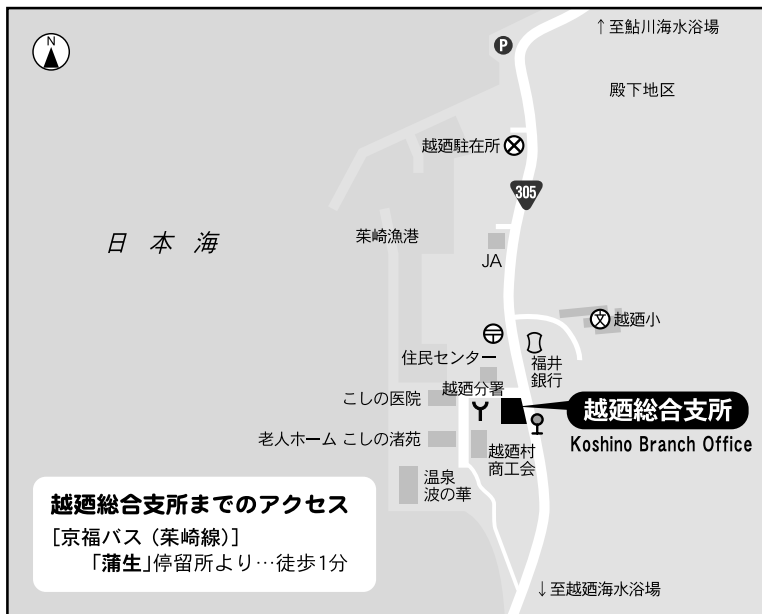 N
↑至鮎川海水浴場
P
殿下地区
越廼駐在所
305
日本海
茱崎漁港
JA
文
越廼小
住民センター
福井
銀行
越廼分署
こしの医院
越廼総合支所
Koshino Branch Office
老人ホーム こしの渚苑
越廼村
商工会
温泉
波の華
越廼総合支所までのアクセス
[京福バス (茱崎線)]
「蒲生」停留所より…徒歩1分
↓至越廼海水浴場